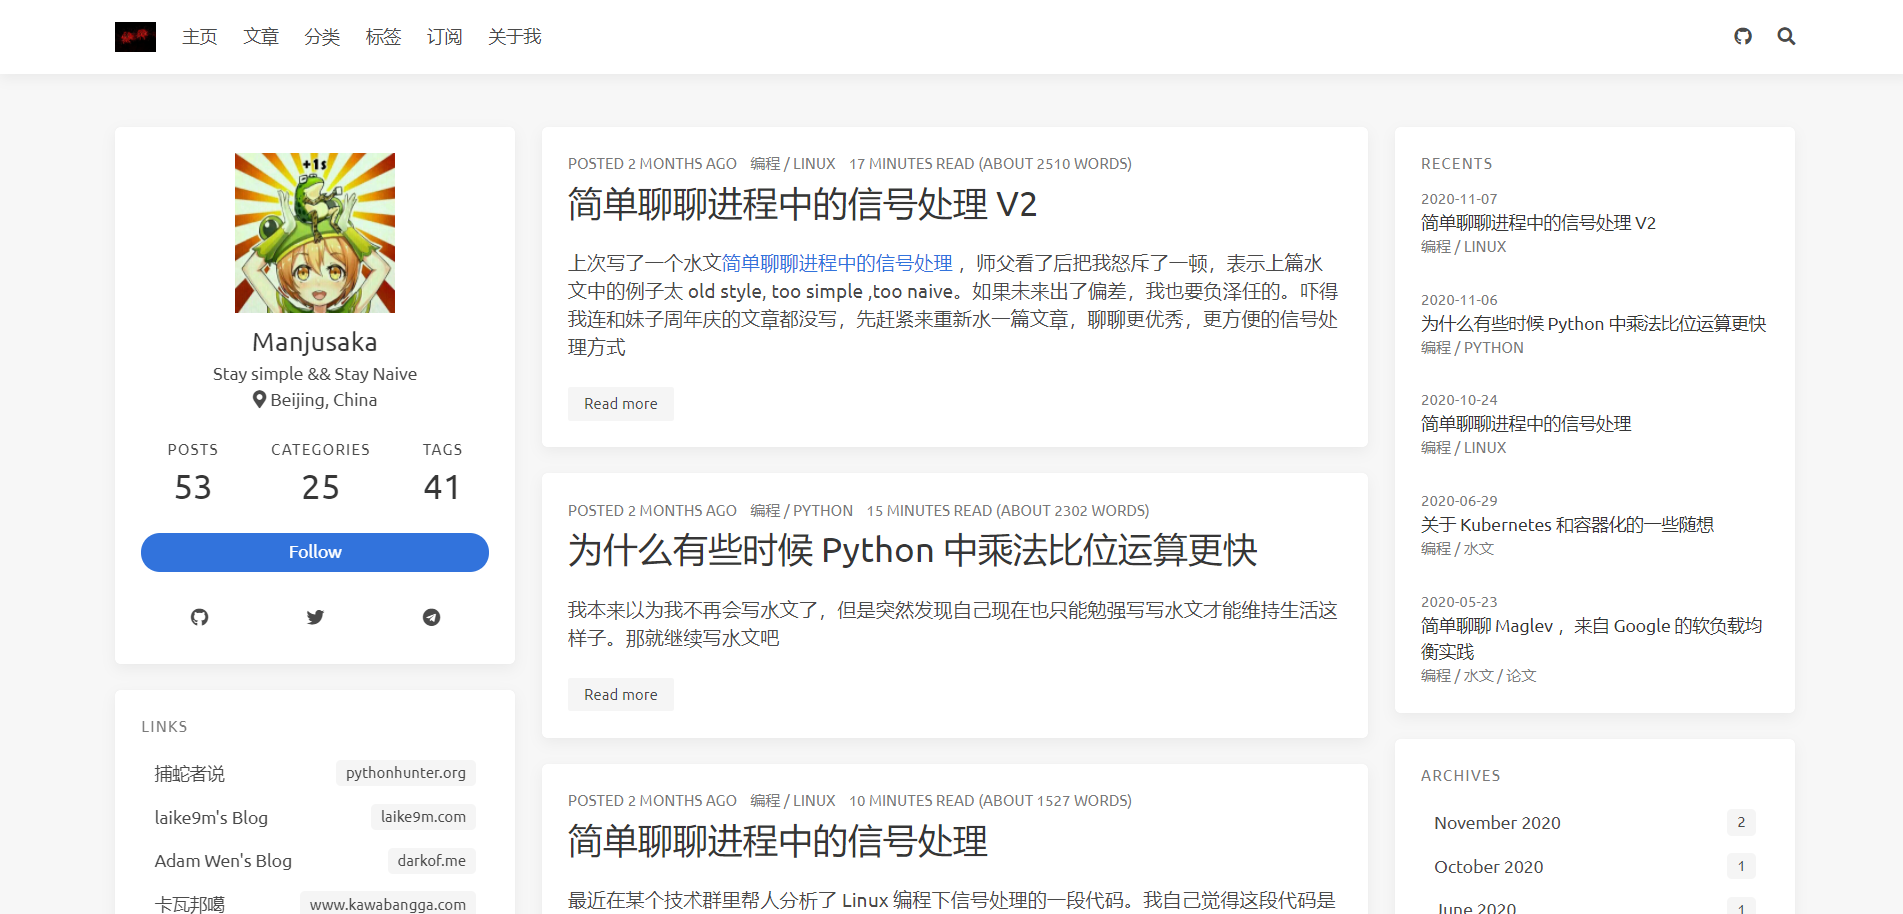 主页 文章 分类 标签 订阅 关于我
+1s
Manjusaka
Stay simple && Stay Naive
Beijing, China
POSTS CATEGORIES TAGS
53 25 41
Follow
LINKS
捕蛇者说 pythonhunter.org
laike9m's Blog laike9m.com
Adam Wen's Blog darkof.me
卡瓦邦噶 www.kawabangga.com
POSTED 2 MONTHS AGO 编程 / LINUX 17 MINUTES READ (ABOUT 2510 WORDS)
简单聊聊进程中的信号处理 V2
上次写了一个水文简单聊聊进程中的信号处理 ，师父看了后把我怒斥了一顿，表示上篇水
文中的例子太 old style, too simple ,too naive。如果未来出了偏差，我也要负泽任的。吓得
我连和妹子周年庆的文章都没写，先赶紧来重新水一篇文章，聊聊更优秀，更方便的信号处
理方式
Read more
POSTED 2 MONTHS AGO 编程 / PYTHON 15 MINUTES READ (ABOUT 2302 WORDS)
为什么有些时候 Python 中乘法比位运算更快
我本来以为我不再会写水文了，但是突然发现自己现在也只能勉强写写水文才能维持生活这
样子。那就继续写水文吧
Read more
POSTED 2 MONTHS AGO 编程 / LINUX 10 MINUTES READ (ABOUT 1527 WORDS)
简单聊聊进程中的信号处理
最近在某个技术群里帮人分析了 Linux 编程下信号处理的一段代码。我自己觉得这段代码是
RECENTS
2020-11-07
简单聊聊进程中的信号处理 V2
编程 / LINUX
2020-11-06
为什么有些时候 Python 中乘法比位运算更快
编程 / PYTHON
2020-10-24
简单聊聊进程中的信号处理
编程 / LINUX
2020-06-29
关于 Kubernetes 和容器化的一些随想
编程 / 水文
2020-05-23
简单聊聊 Maglev ，来自 Google 的软负载均
衡实践
编程 / 水文 / 论文
ARCHIVES
November 2020 2
October 2020 1
June 2020 1